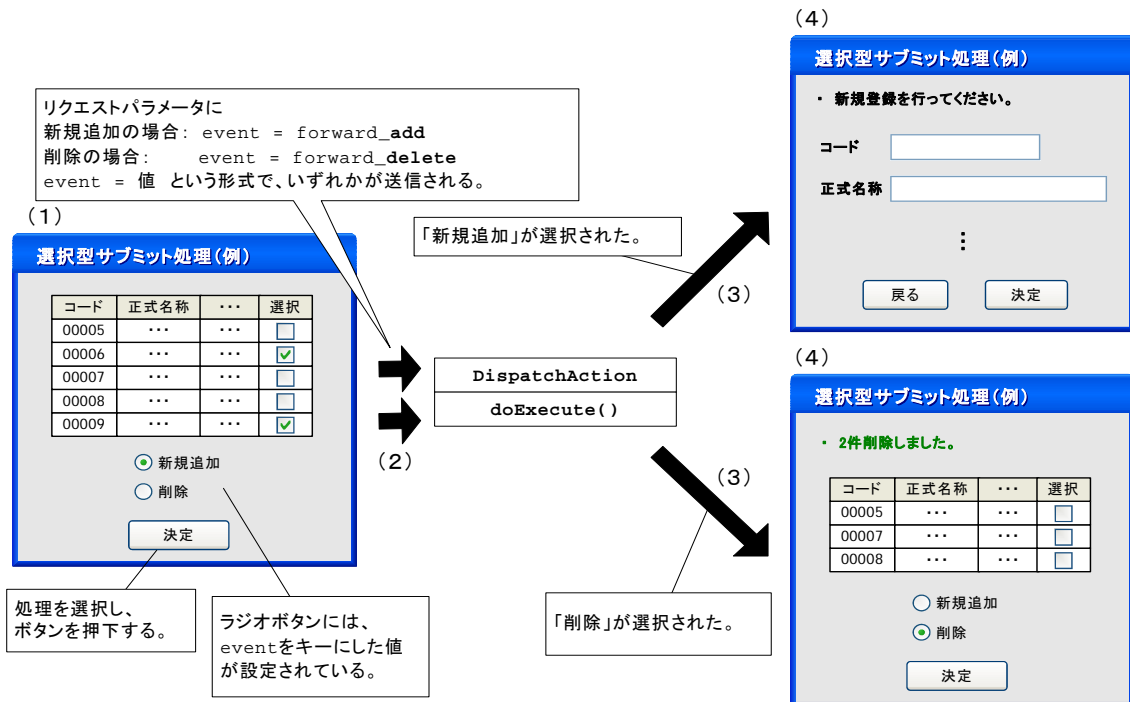 (4)
選択型サブミット処理(例)
・ 新規登録を行ってください。
コード
正式名称
⋮
戻る 決定
リクエストパラメータに
新規追加の場合: event = forward_add
削除の場合: event = forward_delete
event = 値 という形式で、いずれかが送信される。
(1)
選択型サブミット処理(例)
コード 正式名称 ・・・ 選択
00005 ・・・ ・・・
00006 ・・・ ・・・
00007 ・・・ ・・・
00008 ・・・ ・・・
00009 ・・・ ・・・
新規追加
削除
決定
処理を選択し、
ボタンを押下する。
ラジオボタンには、
eventをキーにした値
が設定されている。
(2)
DispatchAction
doExecute()
「新規追加」が選択された。
(3)
(3)
「削除」が選択された。
(4)
選択型サブミット処理(例)
・ 2件削除しました。
コード 正式名称 ・・・ 選択
00005 ・・・ ・・・
00007 ・・・ ・・・
00008 ・・・ ・・・
新規追加
削除
決定